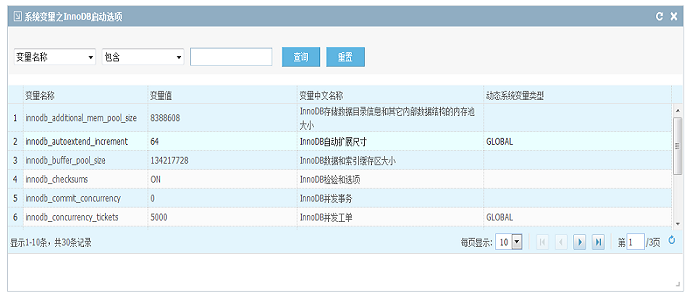 系统变量之InnoDB启动选项
变量名称 包含 查询 重置
变量名称 变量值 变量中文名称 动态系统变量类型
1 innodb_additional_mem_pool_size 8388608 InnoDB存储数据目录信息和其它内部数据结构的内存池大小
2 innodb_autoextend_increment 64 InnoDB自动扩展尺寸 GLOBAL
3 innodb_buffer_pool_size 134217728 InnoDB数据和索引缓存区大小
4 innodb_checksums ON InnoDB检验和选项
5 innodb_commit_concurrency 0 InnoDB并发事务
6 innodb_concurrency_tickets 5000 InnoDB并发工单 GLOBAL
显示1-10条，共30条记录 每页显示: 10 第 1 /3页